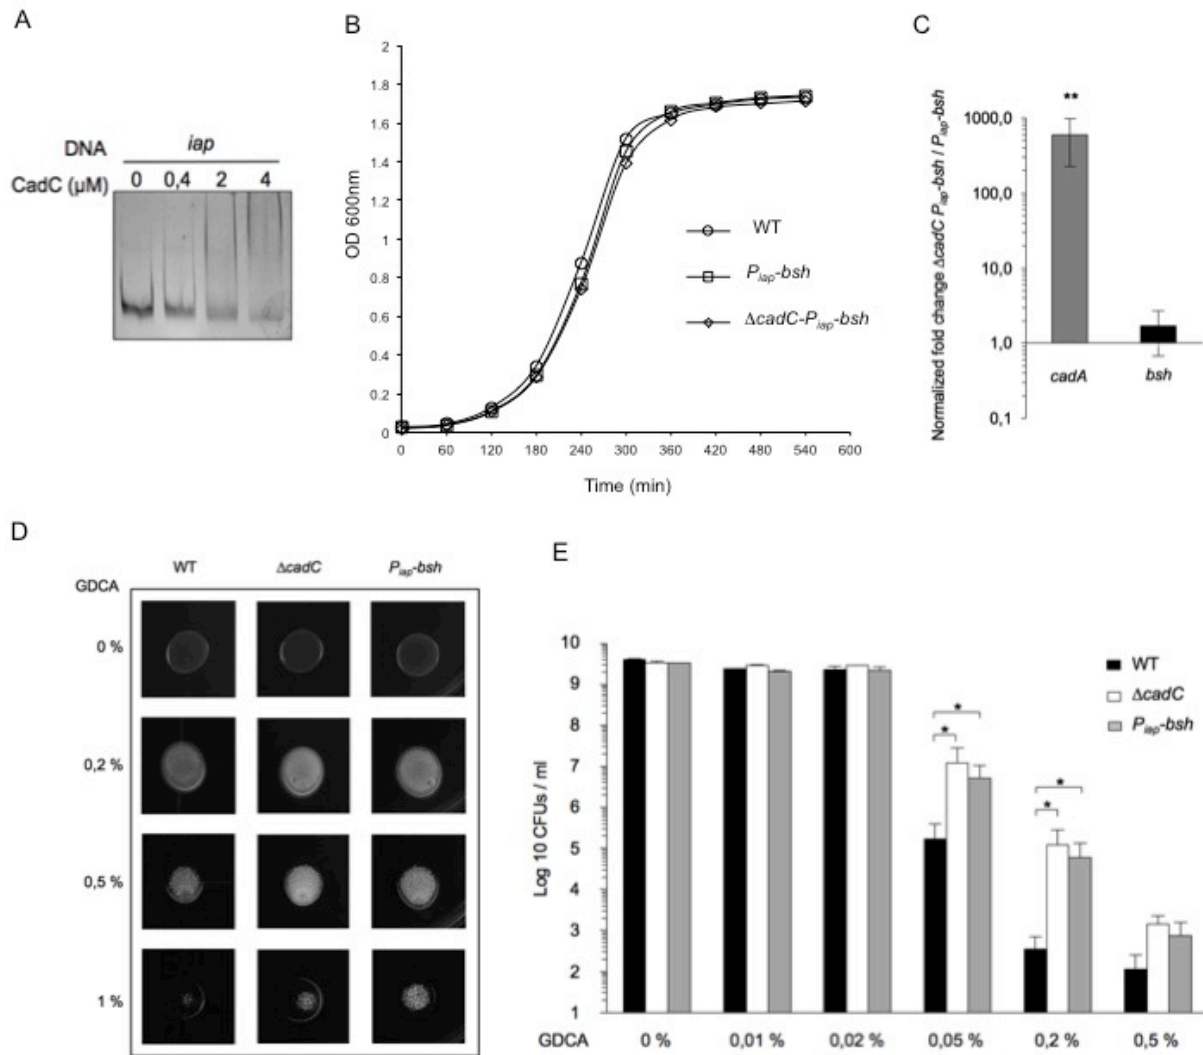 A
DNA iap
CadC (µM) 0 0,4 2 4
B
OD 600nm
2
1.8
1.6
1.4
1.2
1
0.8
0.6
0.4
0.2
0
0 60 120 180 240 300 360 420 480 540 600
Time (min)
WT
Piap-bsh
ΔcadC-Piap-bsh
C
Normalized fold change ΔcadC Piap-bsh / Piap-bsh
**
1000,0
100,0
10,0
1,0
0,1
cadA bsh
D
WT ΔcadC Piap-bsh
GDCA
0 %
0,2 %
0,5 %
1 %
E
Log 10 CFUs / ml
10
9
8
7
6
5
4
3
2
1
WT
ΔcadC
Piap-bsh
*
*
*
*
GDCA 0 % 0,01 % 0,02 % 0,05 % 0,2 % 0,5 %